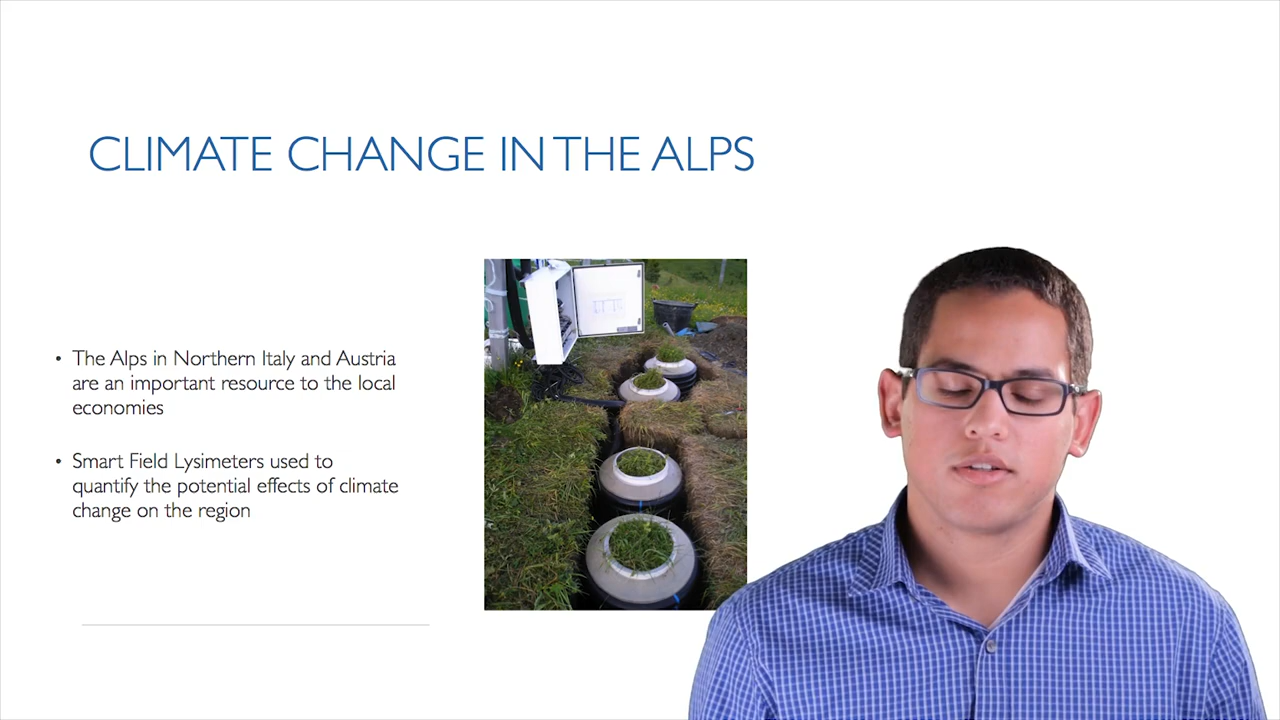 CLIMATE CHANGE IN THE ALPS
• The Alps in Northern Italy and Austria
are an important resource to the local
economies
• Smart Field Lysimeters used to
quantify the potential effects of climate
change on the region